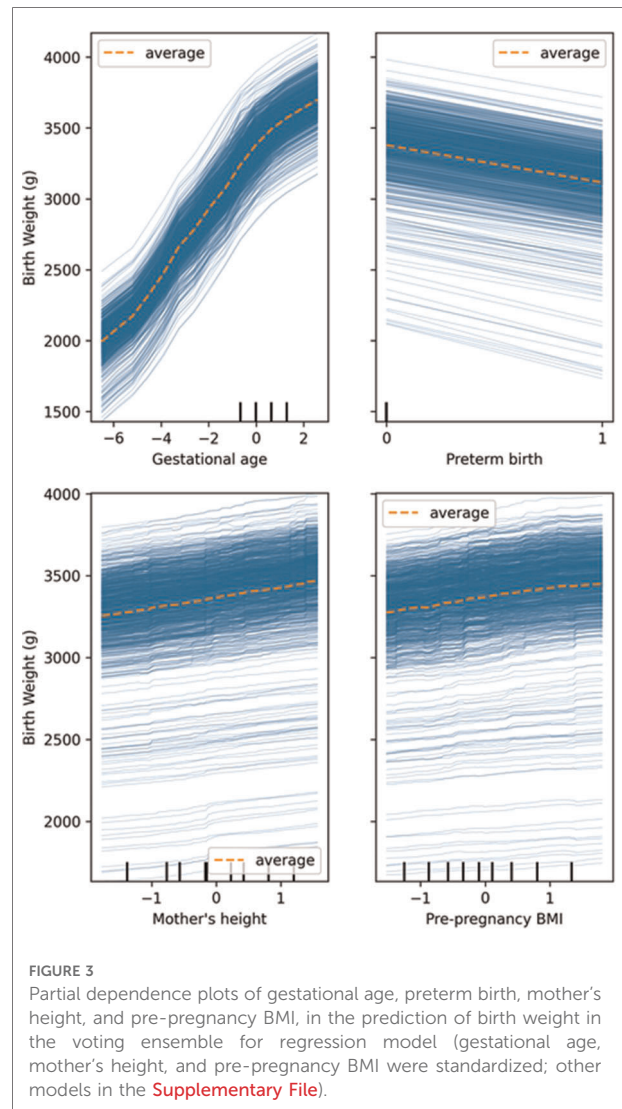 average
average
4000
3500
3000
2500
2000
1500
Birth Weight (g)
−6 −4 −2 0 2
Gestational age
0 1
Preterm birth
4000
3500
3000
2500
2000
Birth Weight (g)
average
average
−1 0 1
Mother's height
−1 0 1
Pre-pregnancy BMI
FIGURE 3
Partial dependence plots of gestational age, preterm birth, mother's
height, and pre-pregnancy BMI, in the prediction of birth weight in
the voting ensemble for regression model (gestational age,
mother's height, and pre-pregnancy BMI were standardized; other
models in the Supplementary File).